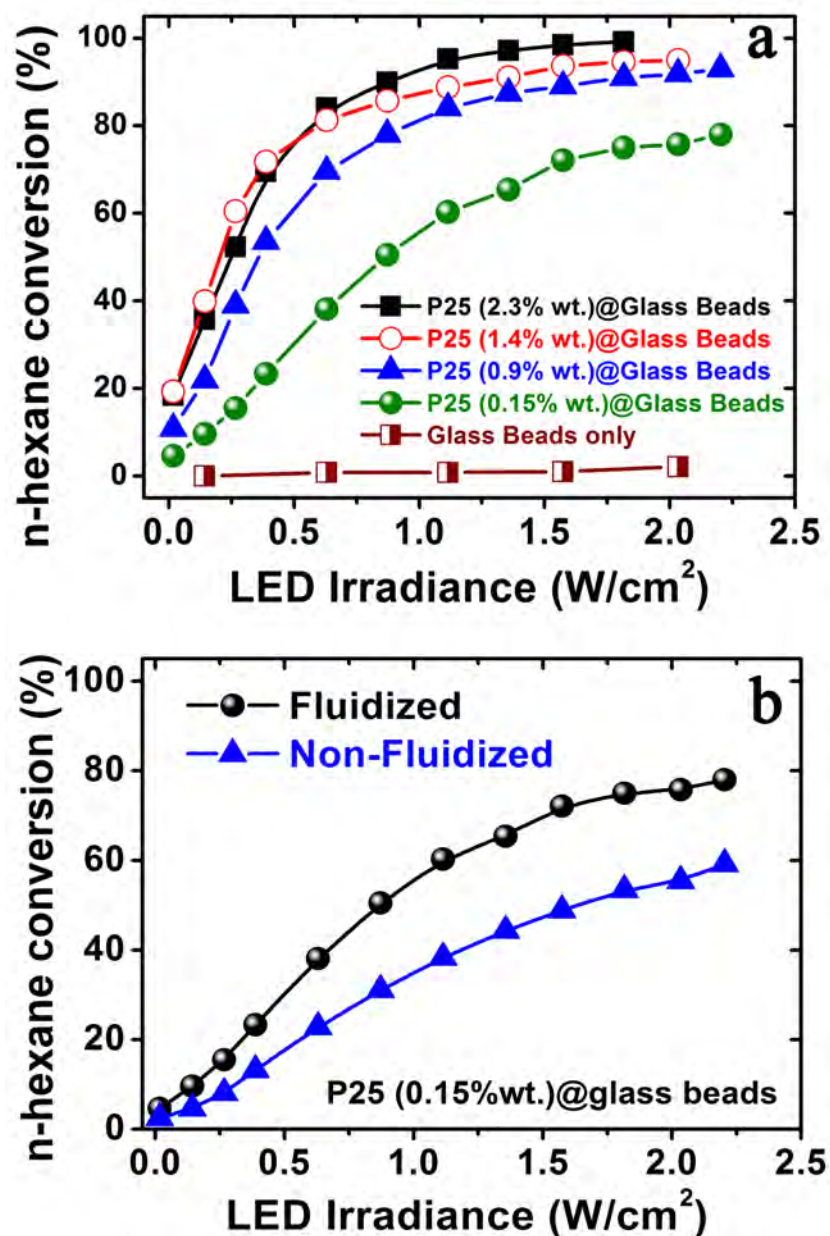 a
n-hexane conversion (%)
100
80
60
40
20
0
P25 (2.3% wt.)@Glass Beads
P25 (1.4% wt.)@Glass Beads
P25 (0.9% wt.)@Glass Beads
P25 (0.15% wt.)@Glass Beads
Glass Beads only
0.0 0.5 1.0 1.5 2.0 2.5
LED Irradiance (W/cm²)
b
n-hexane conversion (%)
100
80
60
40
20
0
Fluidized
Non-Fluidized
P25 (0.15%wt.)@glass beads
0.0 0.5 1.0 1.5 2.0 2.5
LED Irradiance (W/cm²)